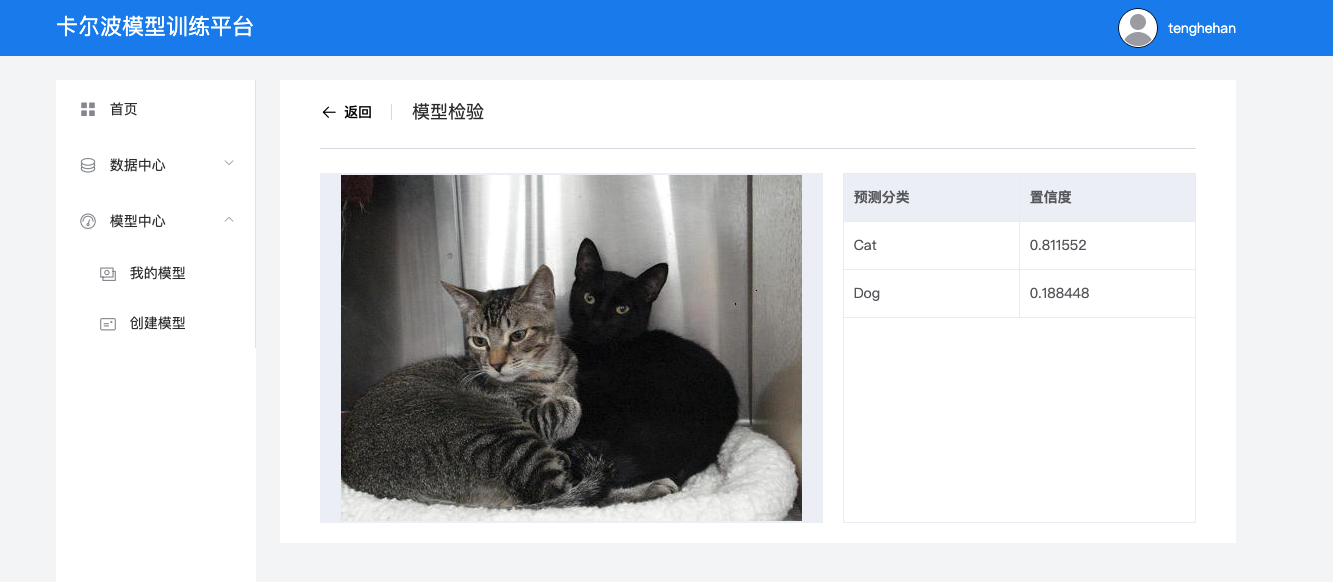 卡尔波模型训练平台
tenghehan
首页
数据中心
模型中心
我的模型
创建模型
返回
模型检验
预测分类 置信度
Cat 0.811552
Dog 0.188448